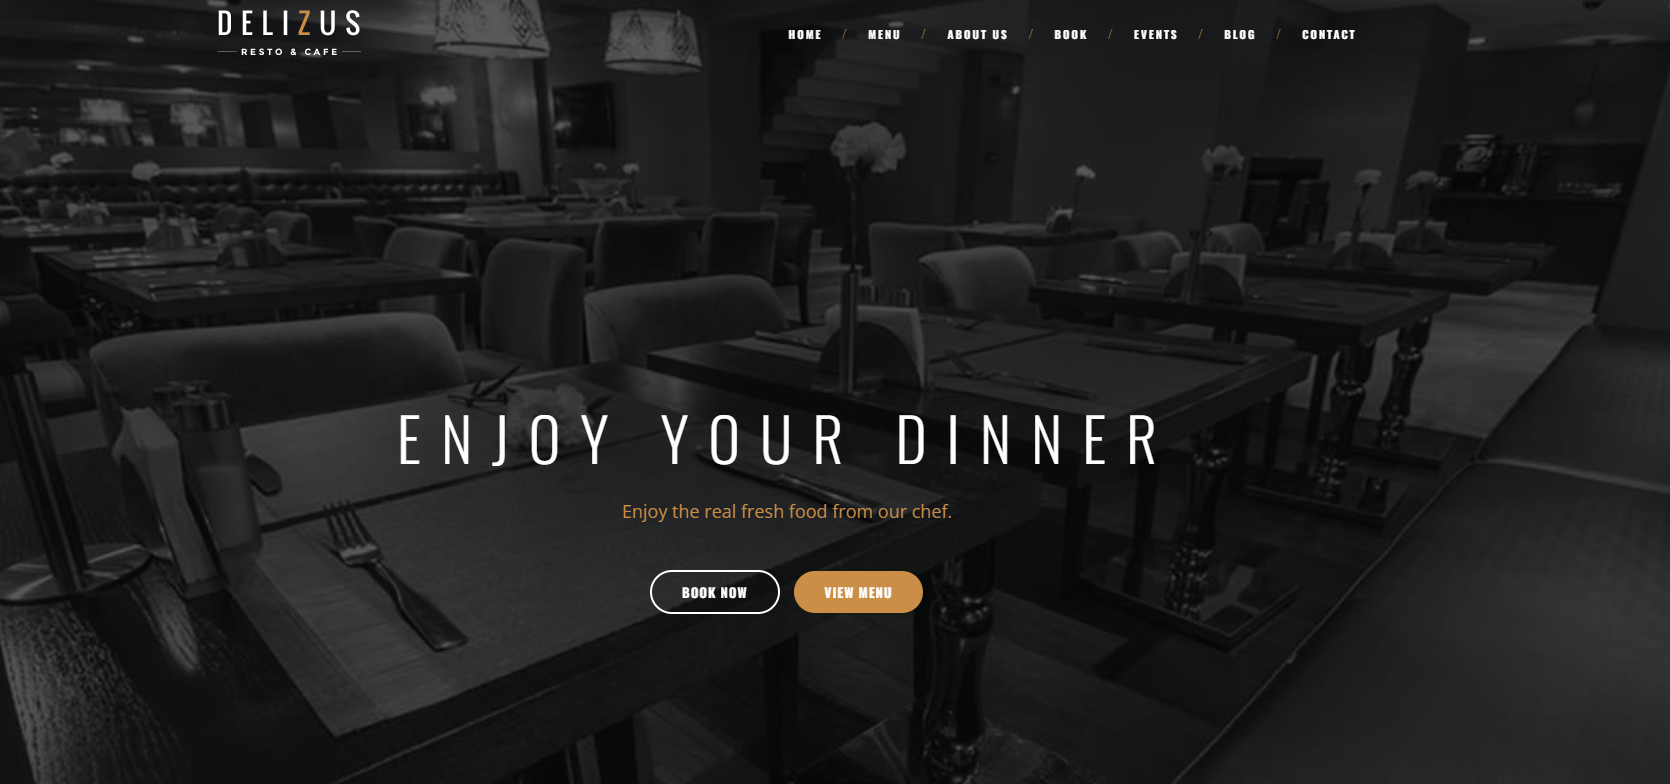 DELIZUS
RESTO & CAFE
HOME / MENU / ABOUT US / BOOK / EVENTS / BLOG / CONTACT
ENJOY YOUR DINNER
Enjoy the real fresh food from our chef.
BOOK NOW
VIEW MENU